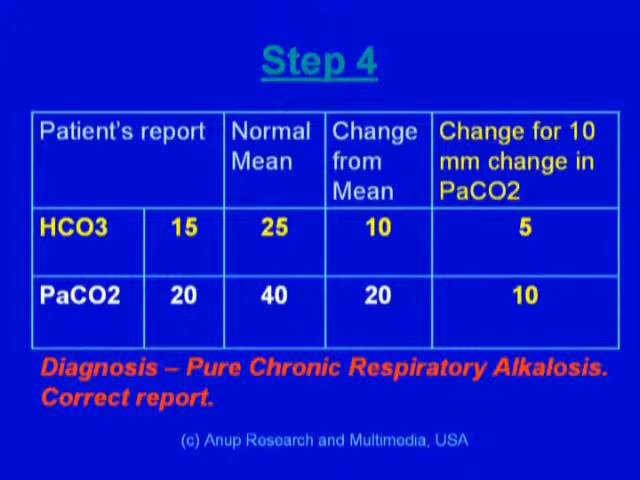 Step 4
Patient's report Normal Mean Change from Mean Change for 10 mm change in PaCO2
HCO3 15 25 10 5
PaCO2 20 40 20 10
Diagnosis – Pure Chronic Respiratory Alkalosis.
Correct report.
(c) Anup Research and Multimedia, USA